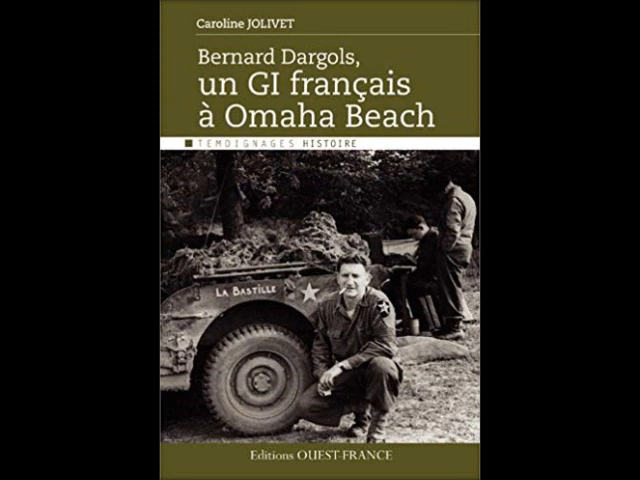 Caroline JOLIVET
Bernard Dargols,
un GI français
à Omaha Beach
TÉMOIGNAGES HISTOIRE
LA BASTILLE
Editions OUEST-FRANCE